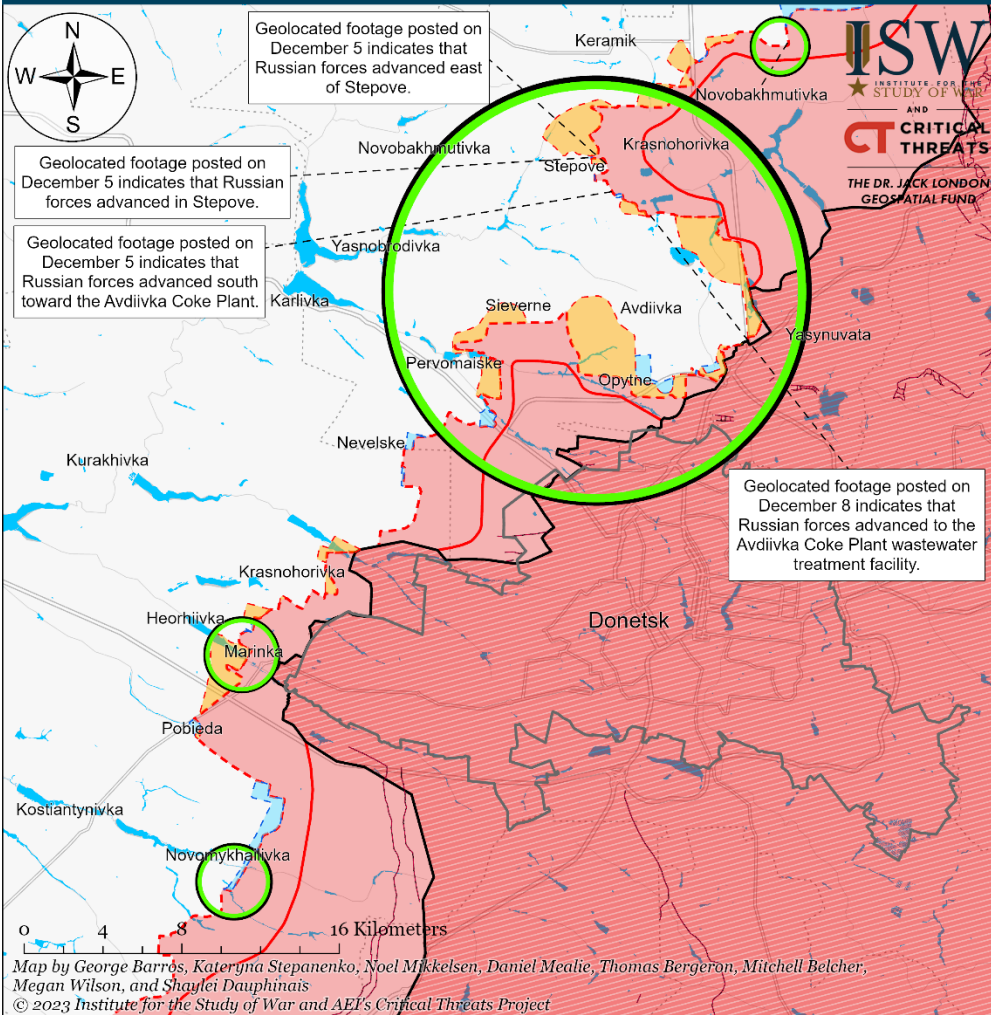 N
W
E
S
Geolocated footage posted on
December 5 indicates that
Russian forces advanced east
of Stepove.
Keramik
ISW
INSTITUTE FOR THE
STUDY OF WAR
AND
CT CRITICAL
THREATS
THE DR. JACK LONDON
GEOSPATIAL FUND
Novobakhmutivka
Krasnohorivka
Novobakhmutivka
Stepove
Geolocated footage posted on
December 5 indicates that Russian
forces advanced in Stepove.
Geolocated footage posted on
December 5 indicates that
Russian forces advanced south
toward the Avdiivka Coke Plant.
Yasnobrodivka
Karlivka
Sieverne
Avdiivka
Yasynuvata
Pervomaiske
Opytne
Nevelske
Kurakhivka
Geolocated footage posted on
December 8 indicates that
Russian forces advanced to the
Avdiivka Coke Plant wastewater
treatment facility.
Krasnohorivka
Heorhiivka
Donetsk
Marinka
Pobieda
Kostiantynivka
Novomykhailivka
0 4 8 16 Kilometers
Map by George Barros, Kateryna Stepanenko, Noel Mikkelsen, Daniel Mealie, Thomas Bergeron, Mitchell Belcher,
Megan Wilson, and Shaylei Dauphinais
© 2023 Institute for the Study of War and AEI's Critical Threats Project